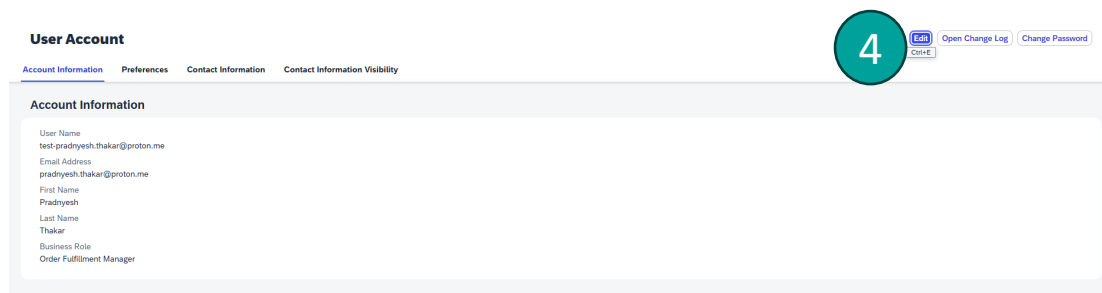 User Account
4
Edit
Open Change Log
Change Password
Ctrl+E
Account Information
Preferences
Contact Information
Contact Information Visibility
Account Information
User Name
test-pradnyesh.thakar@proton.me
Email Address
pradnyesh.thakar@proton.me
First Name
Pradnyesh
Last Name
Thakar
Business Role
Order Fulfillment Manager